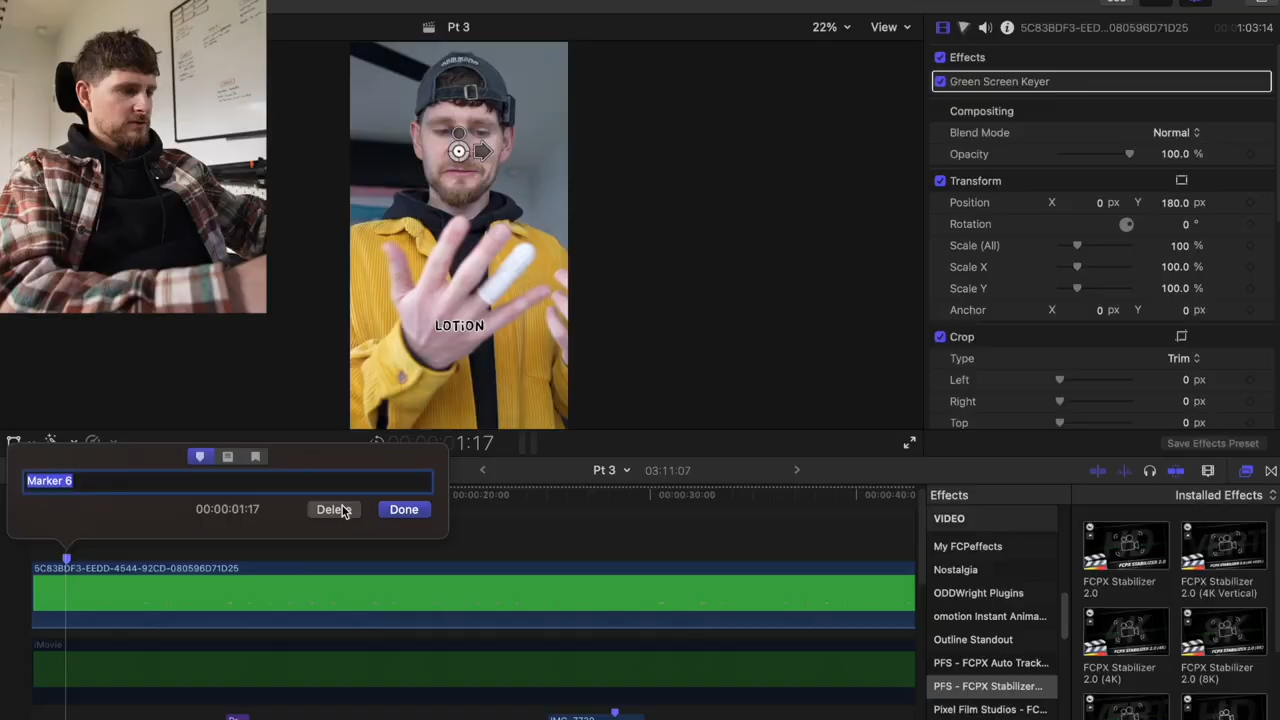 Pt 3
22%
View
5C83BDF3-EED...080596D71D25
1:03:14
Effects
Green Screen Keyer
Compositing
Blend Mode
Normal
Opacity
100.0 %
Transform
Position
X
0 px
Y
180.0 px
Rotation
0 °
Scale (All)
100 %
Scale X
100.0 %
Scale Y
100.0 %
Anchor
X
0 px
Y
0 px
Crop
Type
Trim
Left
0 px
Right
0 px
Top
0 px
LOTiON
1:17
Save Effects Preset
Marker 6
00:00:01:17
Delete
Done
Pt 3
03:11:07
00:00:20:00
00:00:30:00
00:00:40:0
Effects
Installed Effects
VIDEO
My FCPeffects
Nostalgia
ODDWright Plugins
omotion Instant Anima...
Outline Standout
PFS - FCPX Auto Track...
PFS - FCPX Stabilizer...
Pixel Film Studios - FC...
FCPX Stabilizer
2.0
FCPX Stabilizer
2.0 (4K Vertical)
FCPX Stabilizer
2.0 (4K)
FCPX Stabilizer
2.0 (8K)
5C83BDF3-EEDD-4544-92CD-080596D71D25
iMovie